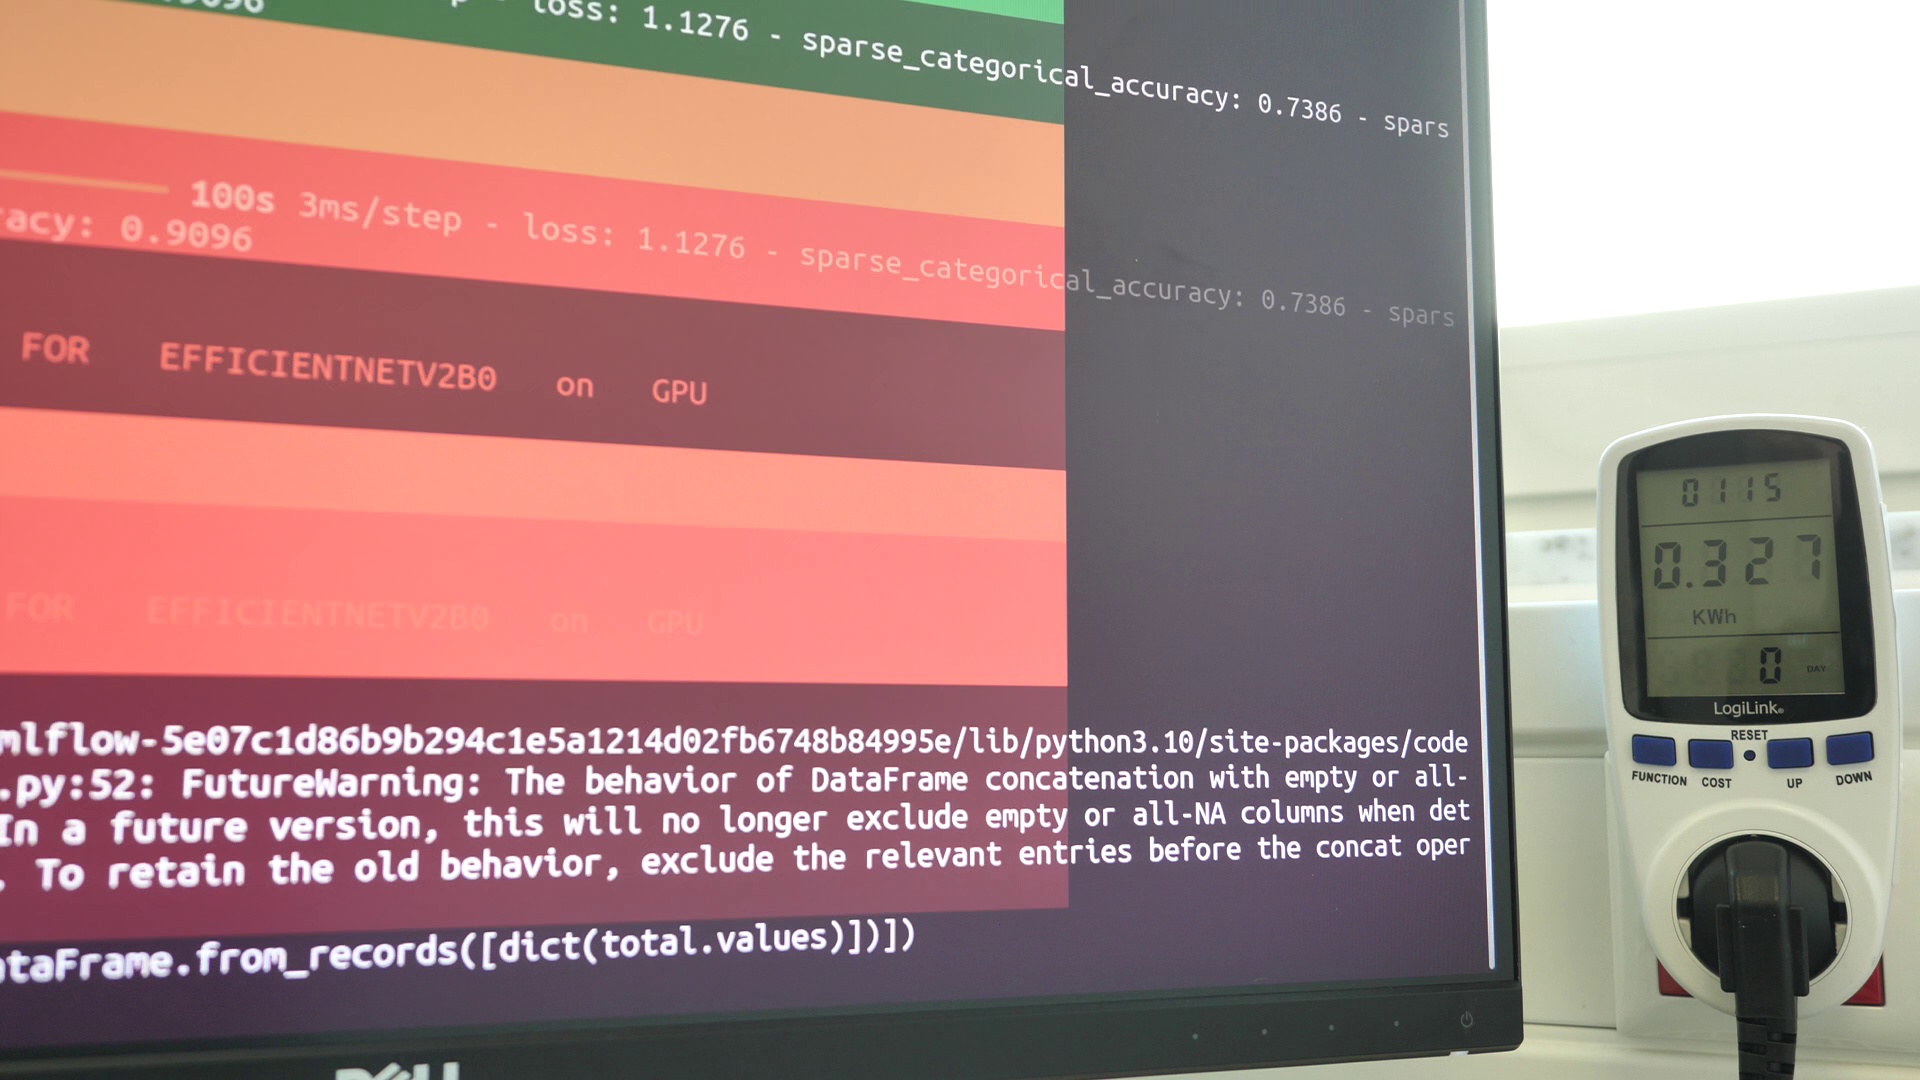 loss: 1.1276 - sparse_categorical_accuracy: 0.7386 - spars
100s 3ms/step - loss: 1.1276 - sparse_categorical_accuracy: 0.7386 - spars
racy: 0.9096
FOR EFFICIENTNETV2B0 on GPU
FOR EFFICIENTNETV2B0 on GPU
mlflow-5e07c1d86b9b294c1e5a1214d02fb6748b84995e/lib/python3.10/site-packages/code
.py:52: FutureWarning: The behavior of DataFrame concatenation with empty or all-
In a future version, this will no longer exclude empty or all-NA columns when det
. To retain the old behavior, exclude the relevant entries before the concat oper
ataFrame.from_records([dict(total.values)])])
DELL
0115
0.327
KWh
0 DAY
LogiLink
RESET
FUNCTION COST UP DOWN